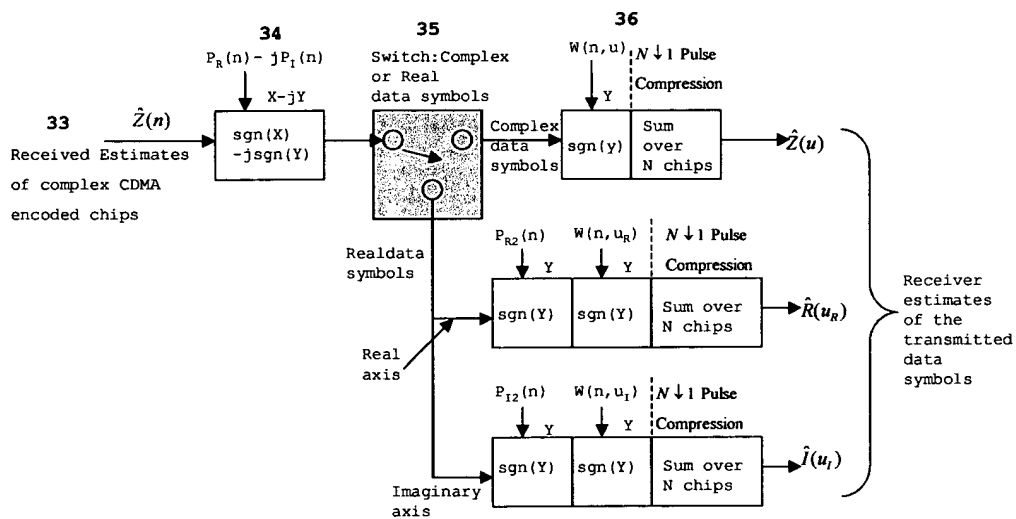 34
35
36
P_R(n) - jP_I(n)
X-jY
Switch:Complex
or Real
data symbols
W(n,u)
Y
N ↓ 1 Pulse
Compression
33
Ẑ(n)
Received Estimates
of complex CDMA
encoded chips
sgn(X)
-jsgn(Y)
Complex
data
symbols
sgn(y)
Sum
over
N chips
Ẑ(u)
Realdata
symbols
P_R2(n)
W(n,u_R)
Y
Y
N ↓ 1 Pulse
Compression
sgn(Y)
sgn(Y)
Sum over
N chips
R̂(u_R)
Real
axis
Receiver
estimates
of the
transmitted
data
symbols
P_I2(n)
W(n,u_I)
Y
Y
N ↓ 1 Pulse
Compression
sgn(Y)
sgn(Y)
Sum over
N chips
Î(u_I)
Imaginary
axis